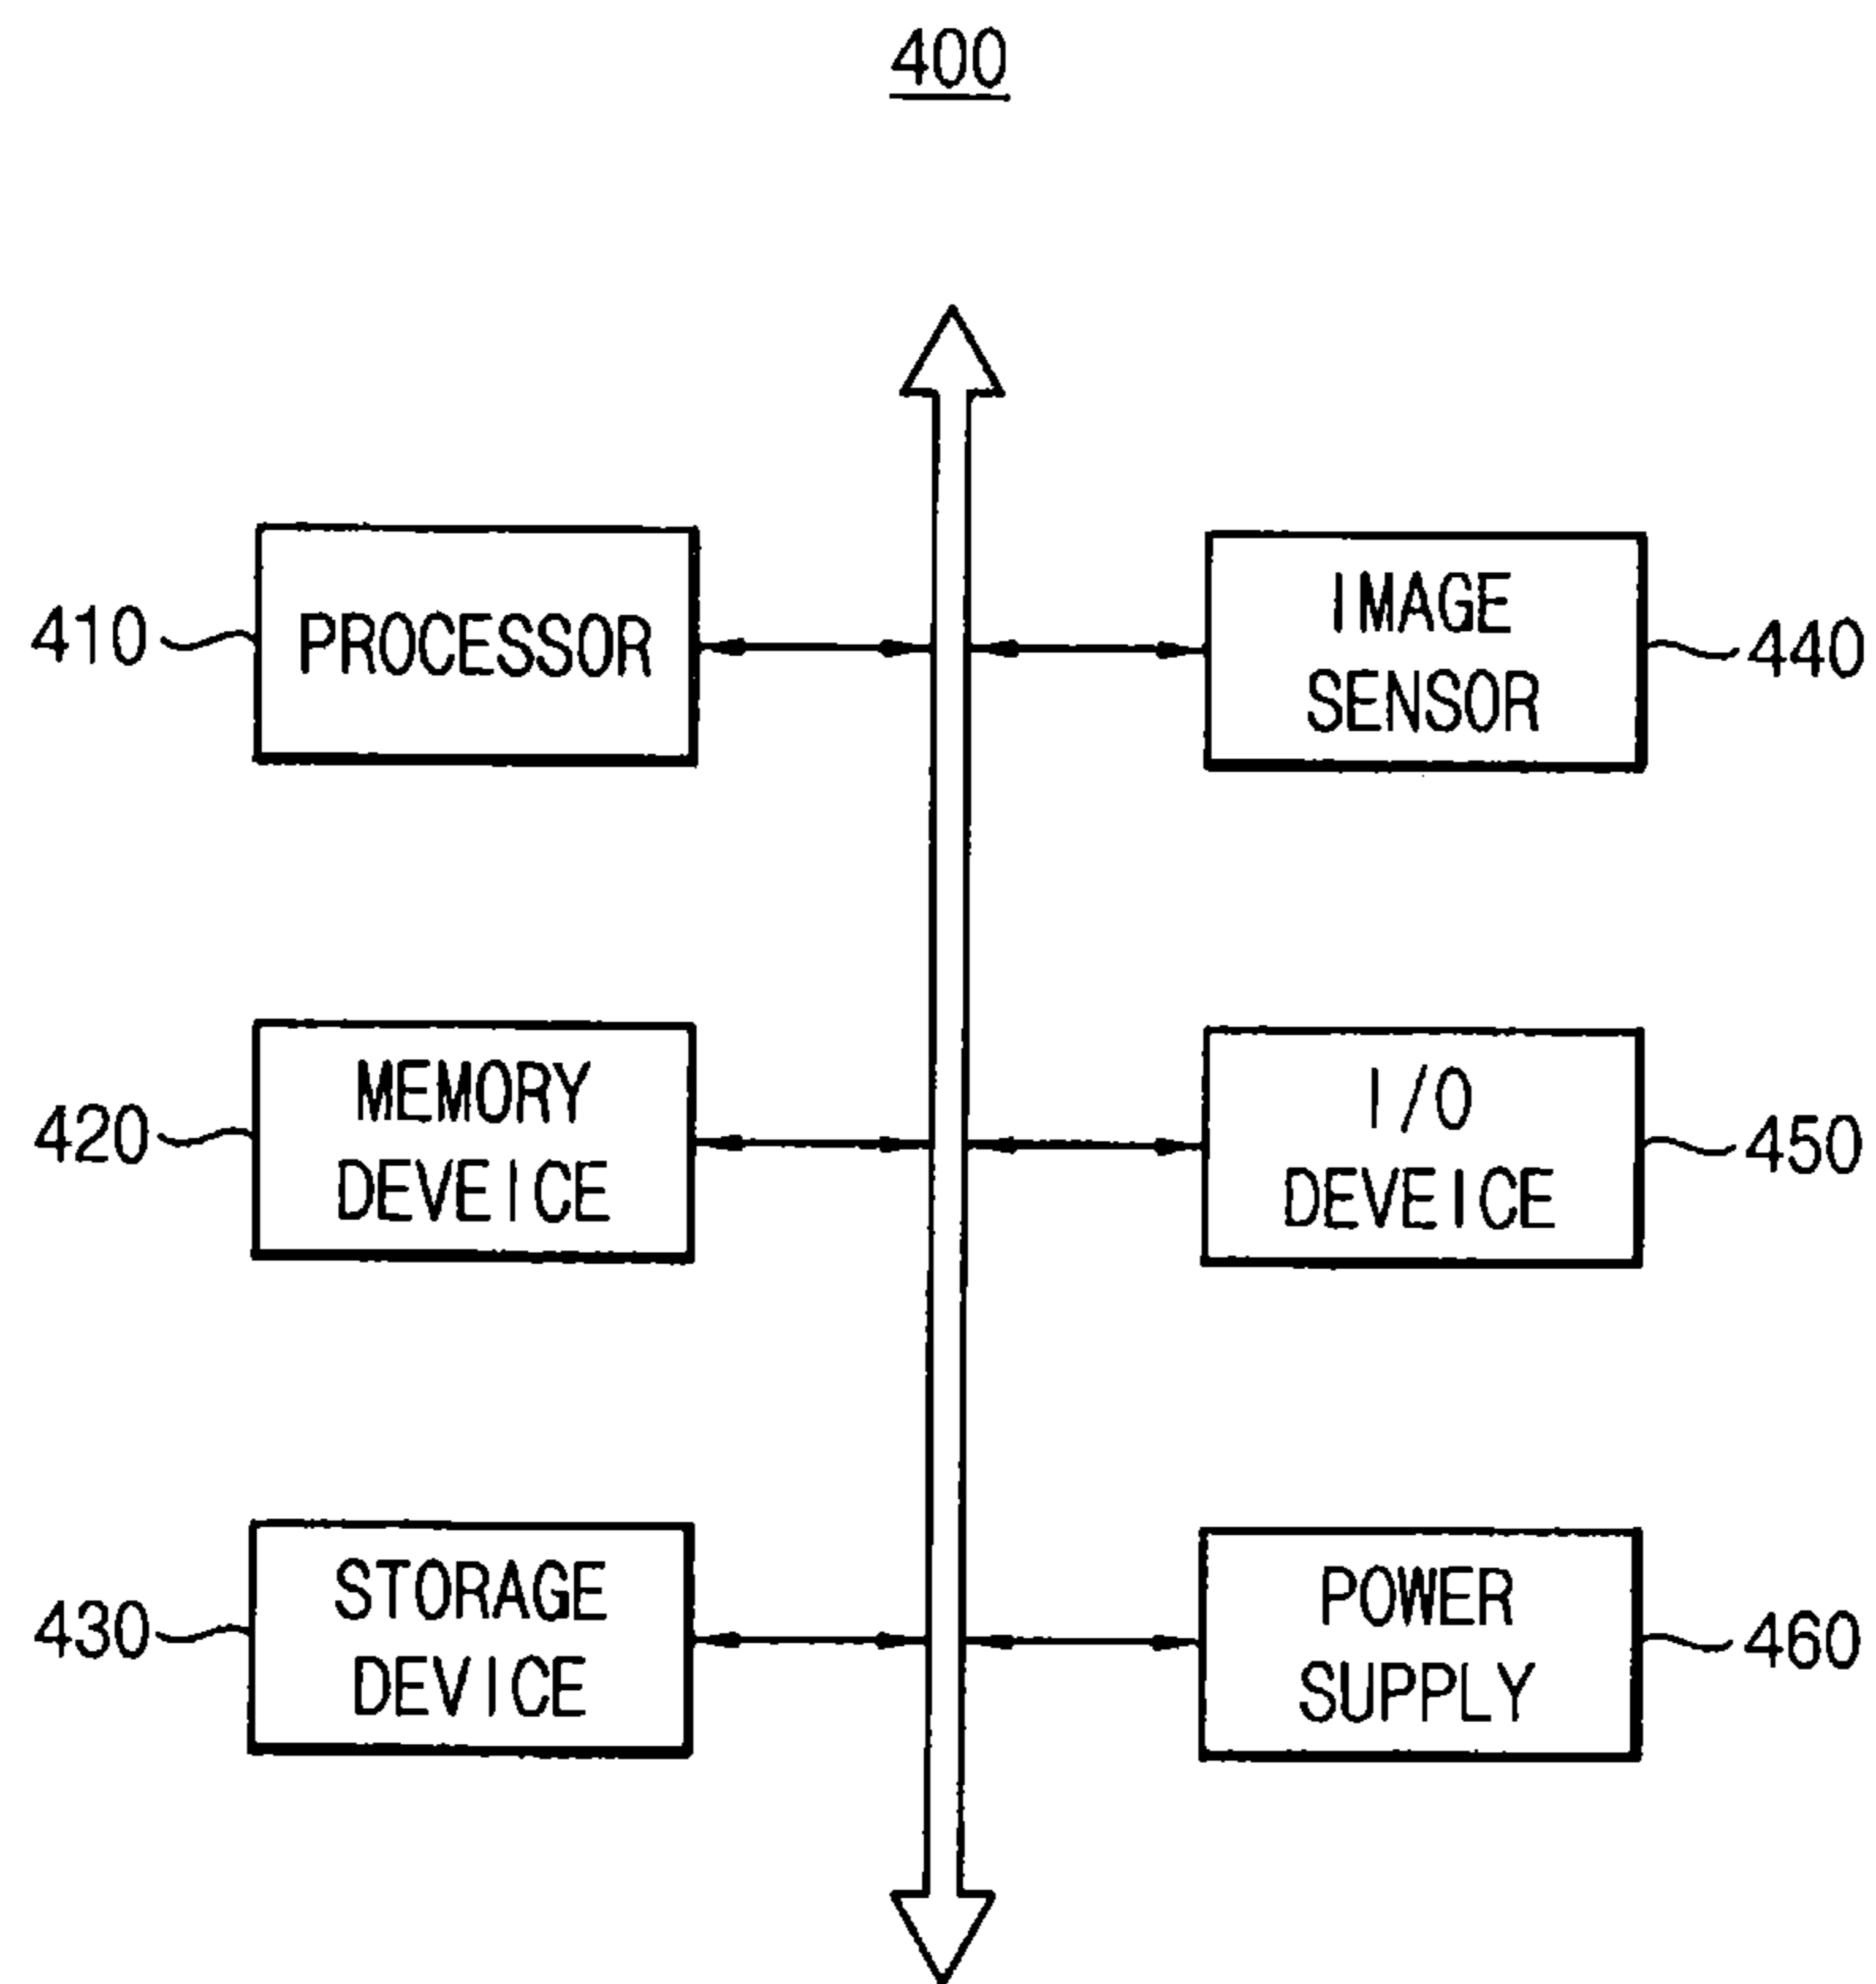 400
410
PROCESSOR
IMAGE
SENSOR
440
420
MEMORY
DEVEICE
I/O
DEVEICE
450
430
STORAGE
DEVICE
POWER
SUPPLY
460